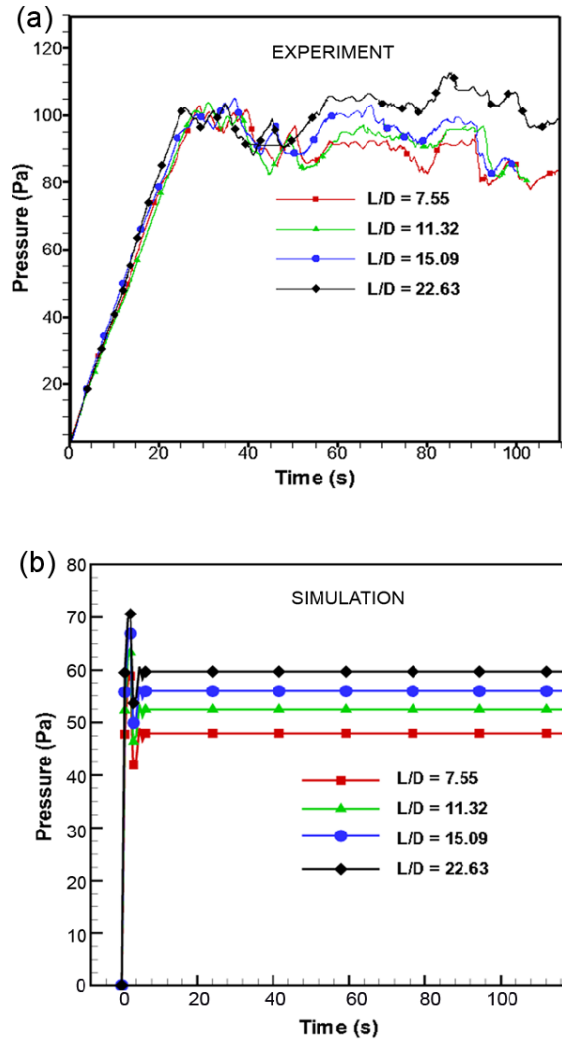 (a)
EXPERIMENT
120
100
80
60
40
20
Pressure (Pa)
L/D = 7.55
L/D = 11.32
L/D = 15.09
L/D = 22.63
0 20 40 60 80 100
Time (s)
(b)
SIMULATION
80
70
60
50
40
30
20
10
0
Pressure (Pa)
L/D = 7.55
L/D = 11.32
L/D = 15.09
L/D = 22.63
0 20 40 60 80 100
Time (s)